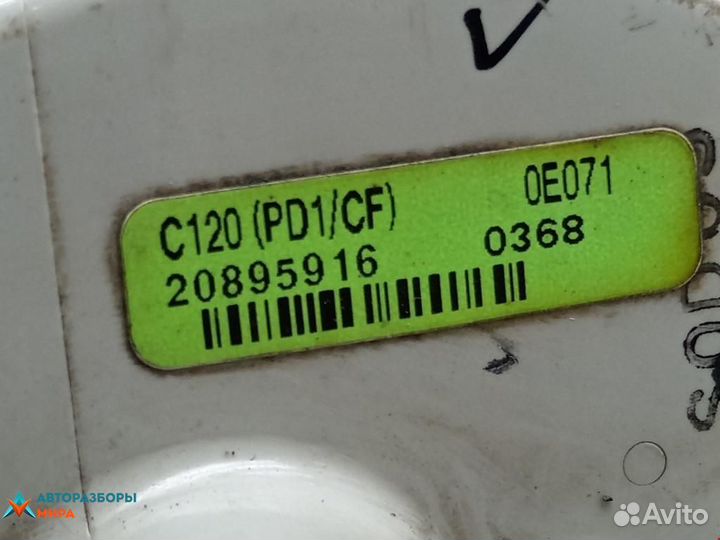 C120 (PD1/CF) 0E071
20895916 0368
АВТОРАЗБОРЫ
МИРА
Avito